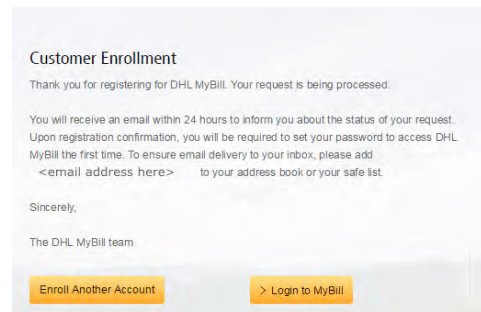 Customer Enrollment
Thank you for registering for DHL MyBill. Your request is being processed.
You will receive an email within 24 hours to inform you about the status of your request.
Upon registration confirmation, you will be required to set your password to access DHL
MyBill the first time. To ensure email delivery to your inbox, please add
<email address here> to your address book or your safe list.
Sincerely,
The DHL MyBill team
Enroll Another Account
> Login to MyBill